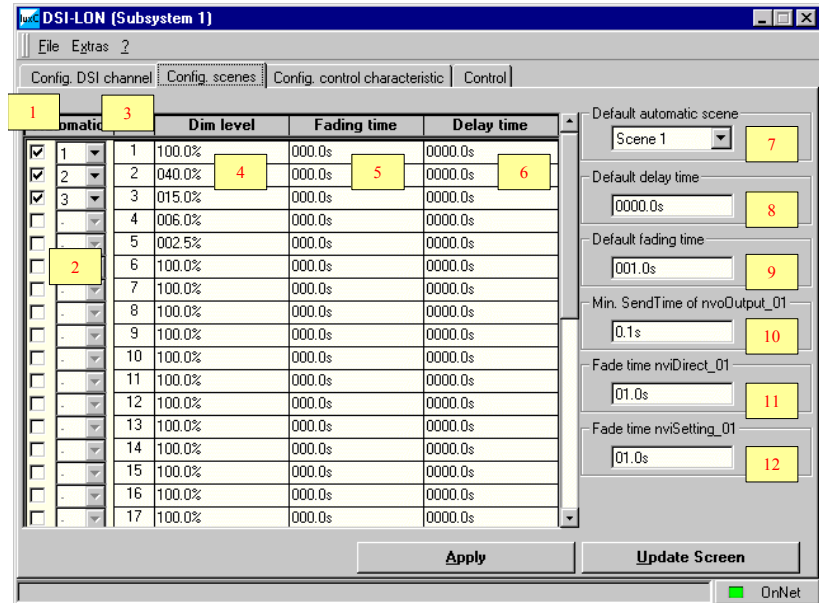 luxC DSI-LON (Subsystem 1)
File Extras ?
Config. DSI channel Config. scenes Config. control characteristic Control
1 omatic 3 Dim level Fading time Delay time
1 1 100.0% 000.0s 0000.0s
2 2 040.0% 4 000.0s 5 0000.0s 6
3 3 015.0% 000.0s 0000.0s
- 4 006.0% 000.0s 0000.0s
- 5 002.5% 000.0s 0000.0s
2 6 100.0% 000.0s 0000.0s
- 7 100.0% 000.0s 0000.0s
- 8 100.0% 000.0s 0000.0s
- 9 100.0% 000.0s 0000.0s
- 10 100.0% 000.0s 0000.0s
- 11 100.0% 000.0s 0000.0s
- 12 100.0% 000.0s 0000.0s
- 13 100.0% 000.0s 0000.0s
- 14 100.0% 000.0s 0000.0s
- 15 100.0% 000.0s 0000.0s
- 16 100.0% 000.0s 0000.0s
- 17 100.0% 000.0s 0000.0s
Default automatic scene
Scene 1 7
Default delay time
0000.0s 8
Default fading time
001.0s 9
Min. SendTime of nvoOutput_01
0.1s 10
Fade time nviDirect_01
01.0s 11
Fade time nviSetting_01
01.0s 12
Apply Update Screen
OnNet